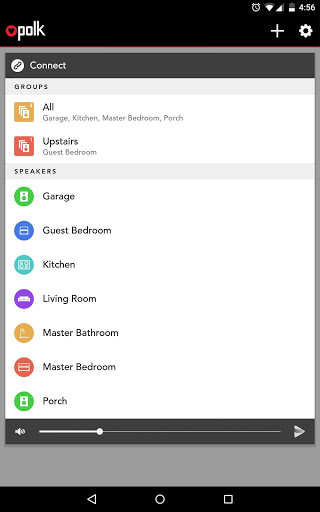 4:56
polk
Connect
GROUPS
All
Garage, Kitchen, Master Bedroom, Porch
Upstairs
Guest Bedroom
SPEAKERS
Garage
Guest Bedroom
Kitchen
Living Room
Master Bathroom
Master Bedroom
Porch